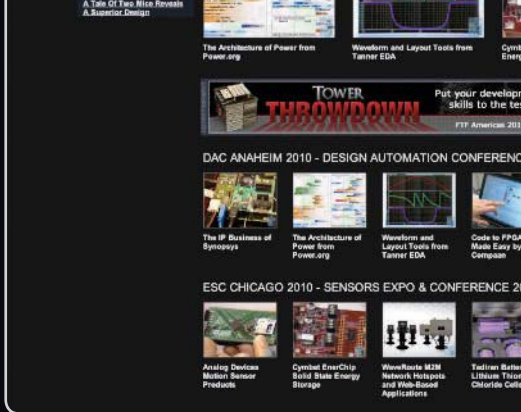 A Tale Of Two Mice Reveals
A Superior Design
The Architecture of Power from
Power.org
Waveform and Layout Tools from
Tanner EDA
Cymb
Energ
TOWER
THROWDOWN
Put your developm
skills to the tes
FTF Americas 201
DAC ANAHEIM 2010 - DESIGN AUTOMATION CONFERENC
The IP Business of
Synopsys
The Architecture of
Power from
Power.org
Waveform and
Layout Tools from
Tanner EDA
Code to FPGA
Made Easy by
Compaan
ESC CHICAGO 2010 - SENSORS EXPO & CONFERENCE 2
Analog Devices
Motion Sensor
Products
Cymbet EnerChip
Solid State Energy
Storage
WaveRoute M2M
Network Hotspots
and Web-Based
Applications
Tadiran Batter
Lithium Thion
Chloride Cells